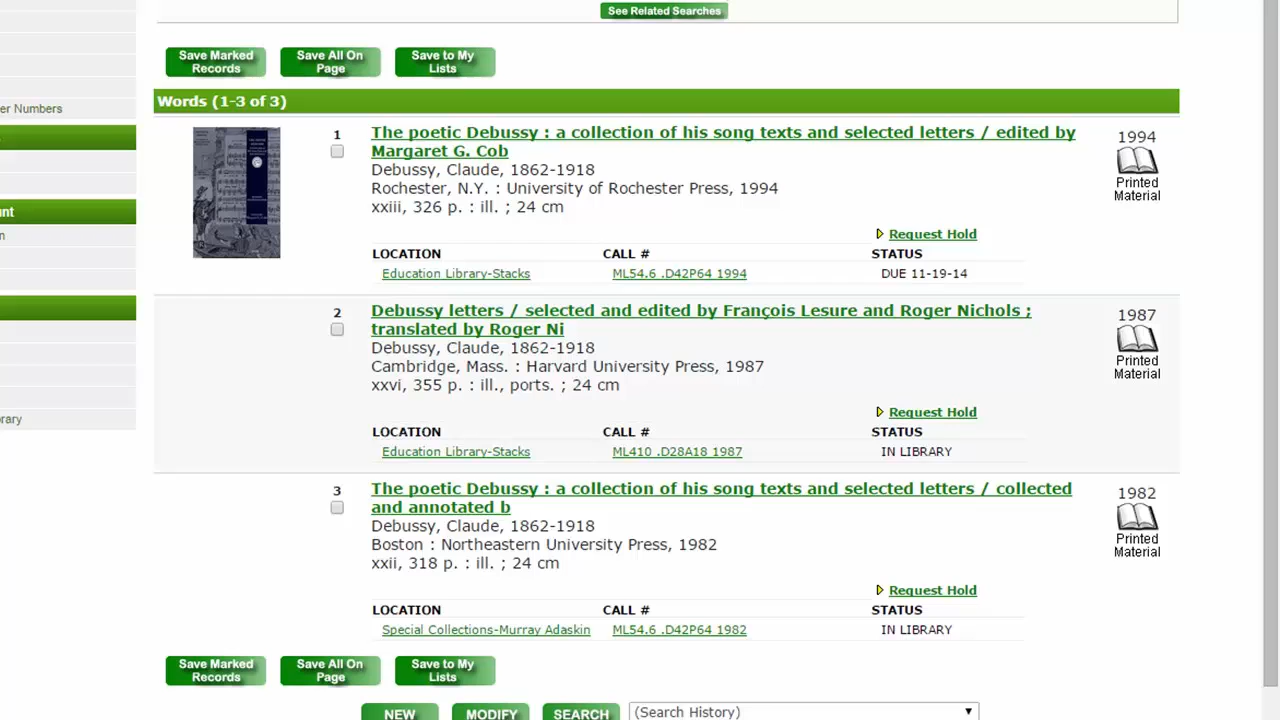 See Related Searches
Save Marked Records
Save All On Page
Save to My Lists
er Numbers
nt
n
rary
Words (1-3 of 3)
1
The poetic Debussy : a collection of his song texts and selected letters / edited by
Margaret G. Cob
Debussy, Claude, 1862-1918
Rochester, N.Y. : University of Rochester Press, 1994
xxiii, 326 p. : ill. ; 24 cm
1994
Printed
Material
Request Hold
LOCATION CALL # STATUS
Education Library-Stacks ML54.6 .D42P64 1994 DUE 11-19-14
2
Debussy letters / selected and edited by François Lesure and Roger Nichols ;
translated by Roger Ni
Debussy, Claude, 1862-1918
Cambridge, Mass. : Harvard University Press, 1987
xxvi, 355 p. : ill., ports. ; 24 cm
1987
Printed
Material
Request Hold
LOCATION CALL # STATUS
Education Library-Stacks ML410 .D28A18 1987 IN LIBRARY
3
The poetic Debussy : a collection of his song texts and selected letters / collected
and annotated b
Debussy, Claude, 1862-1918
Boston : Northeastern University Press, 1982
xxii, 318 p. : ill. ; 24 cm
1982
Printed
Material
Request Hold
LOCATION CALL # STATUS
Special Collections-Murray Adaskin ML54.6 .D42P64 1982 IN LIBRARY
Save Marked Records
Save All On Page
Save to My Lists
NEW MODIFY SEARCH (Search History)